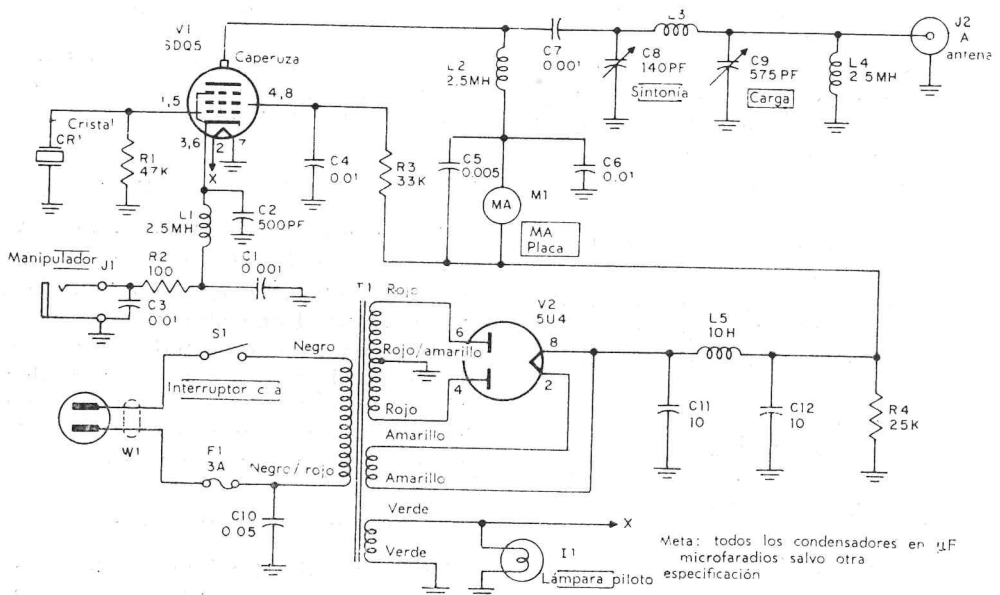 V1
6DQ5
Caperuza
1,5
4,8
3,6
2
7
X
Cristal
CR1
R1
47K
C4
0.01
R3
33K
L1
2.5MH
C2
500PF
Manipulador
J1
R2
100
C1
0.001
C3
0.01
L2
2.5MH
C7
0.001
C8
140PF
Sintonía
L3
C9
575PF
Carga
L4
2.5MH
J2
A
antena
C5
0.005
C6
0.01
MA
M1
MA
Placa
S1
Interruptor c a
W1
F1
3A
C10
0.05
Negro
Negro/rojo
T1
Rojo
Rojo/amarillo
Rojo
Amarillo
Amarillo
Verde
Verde
V2
5U4
6
4
8
2
L5
10H
C11
10
C12
10
R4
25K
X
I1
Lámpara piloto
Meta: todos los condensadores en µF
microfaradios salvo otra
especificación